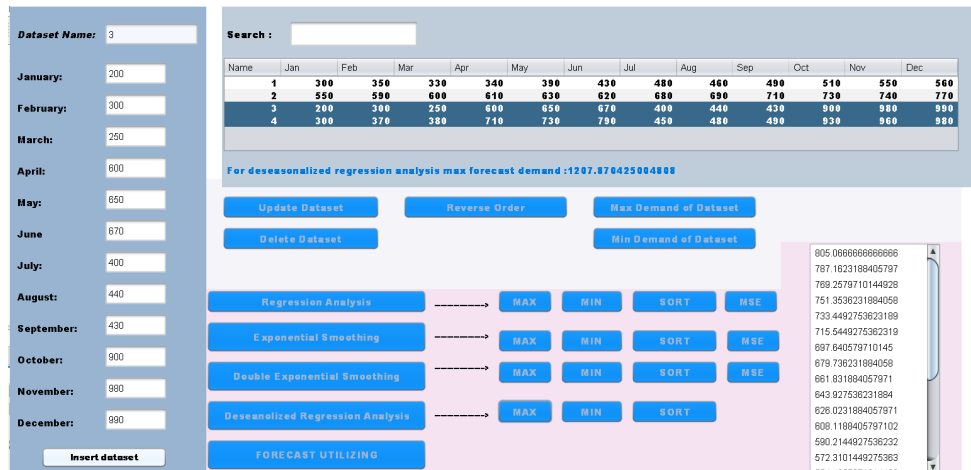 Dataset Name: 3
January: 200
February: 300
March: 250
April: 600
May: 650
June 670
July: 400
August: 440
September: 430
October: 900
November: 980
December: 990
Insert dataset
Search :
Name Jan Feb Mar Apr May Jun Jul Aug Sep Oct Nov Dec
1 300 350 330 340 390 430 480 460 490 510 550 560
2 550 590 600 610 630 620 680 690 710 730 740 770
3 200 300 250 600 650 670 400 440 430 900 980 990
4 300 370 380 710 730 790 450 480 490 930 960 980
For deseasonalized regression analysis max forecast demand :1207.870425004808
Update Dataset Reverse Order Max Demand of Dataset
Delete Dataset Min Demand of Dataset
Regression Analysis ---------> MAX MIN SORT MSE
Exponential Smoothing ---------> MAX MIN SORT MSE
Double Exponential Smoothing ---------> MAX MIN SORT MSE
Deseanolized Regression Analysis ---------> MAX MIN SORT
FORECAST UTILIZING
805.0666666666666
787.1623188405797
769.2579710144928
751.3536231884058
733.4492753623189
715.5449275362319
697.640579710145
679.736231884058
661.831884057971
643.927536231884
626.0231884057971
608.1188405797102
590.2144927536232
572.3101449275363